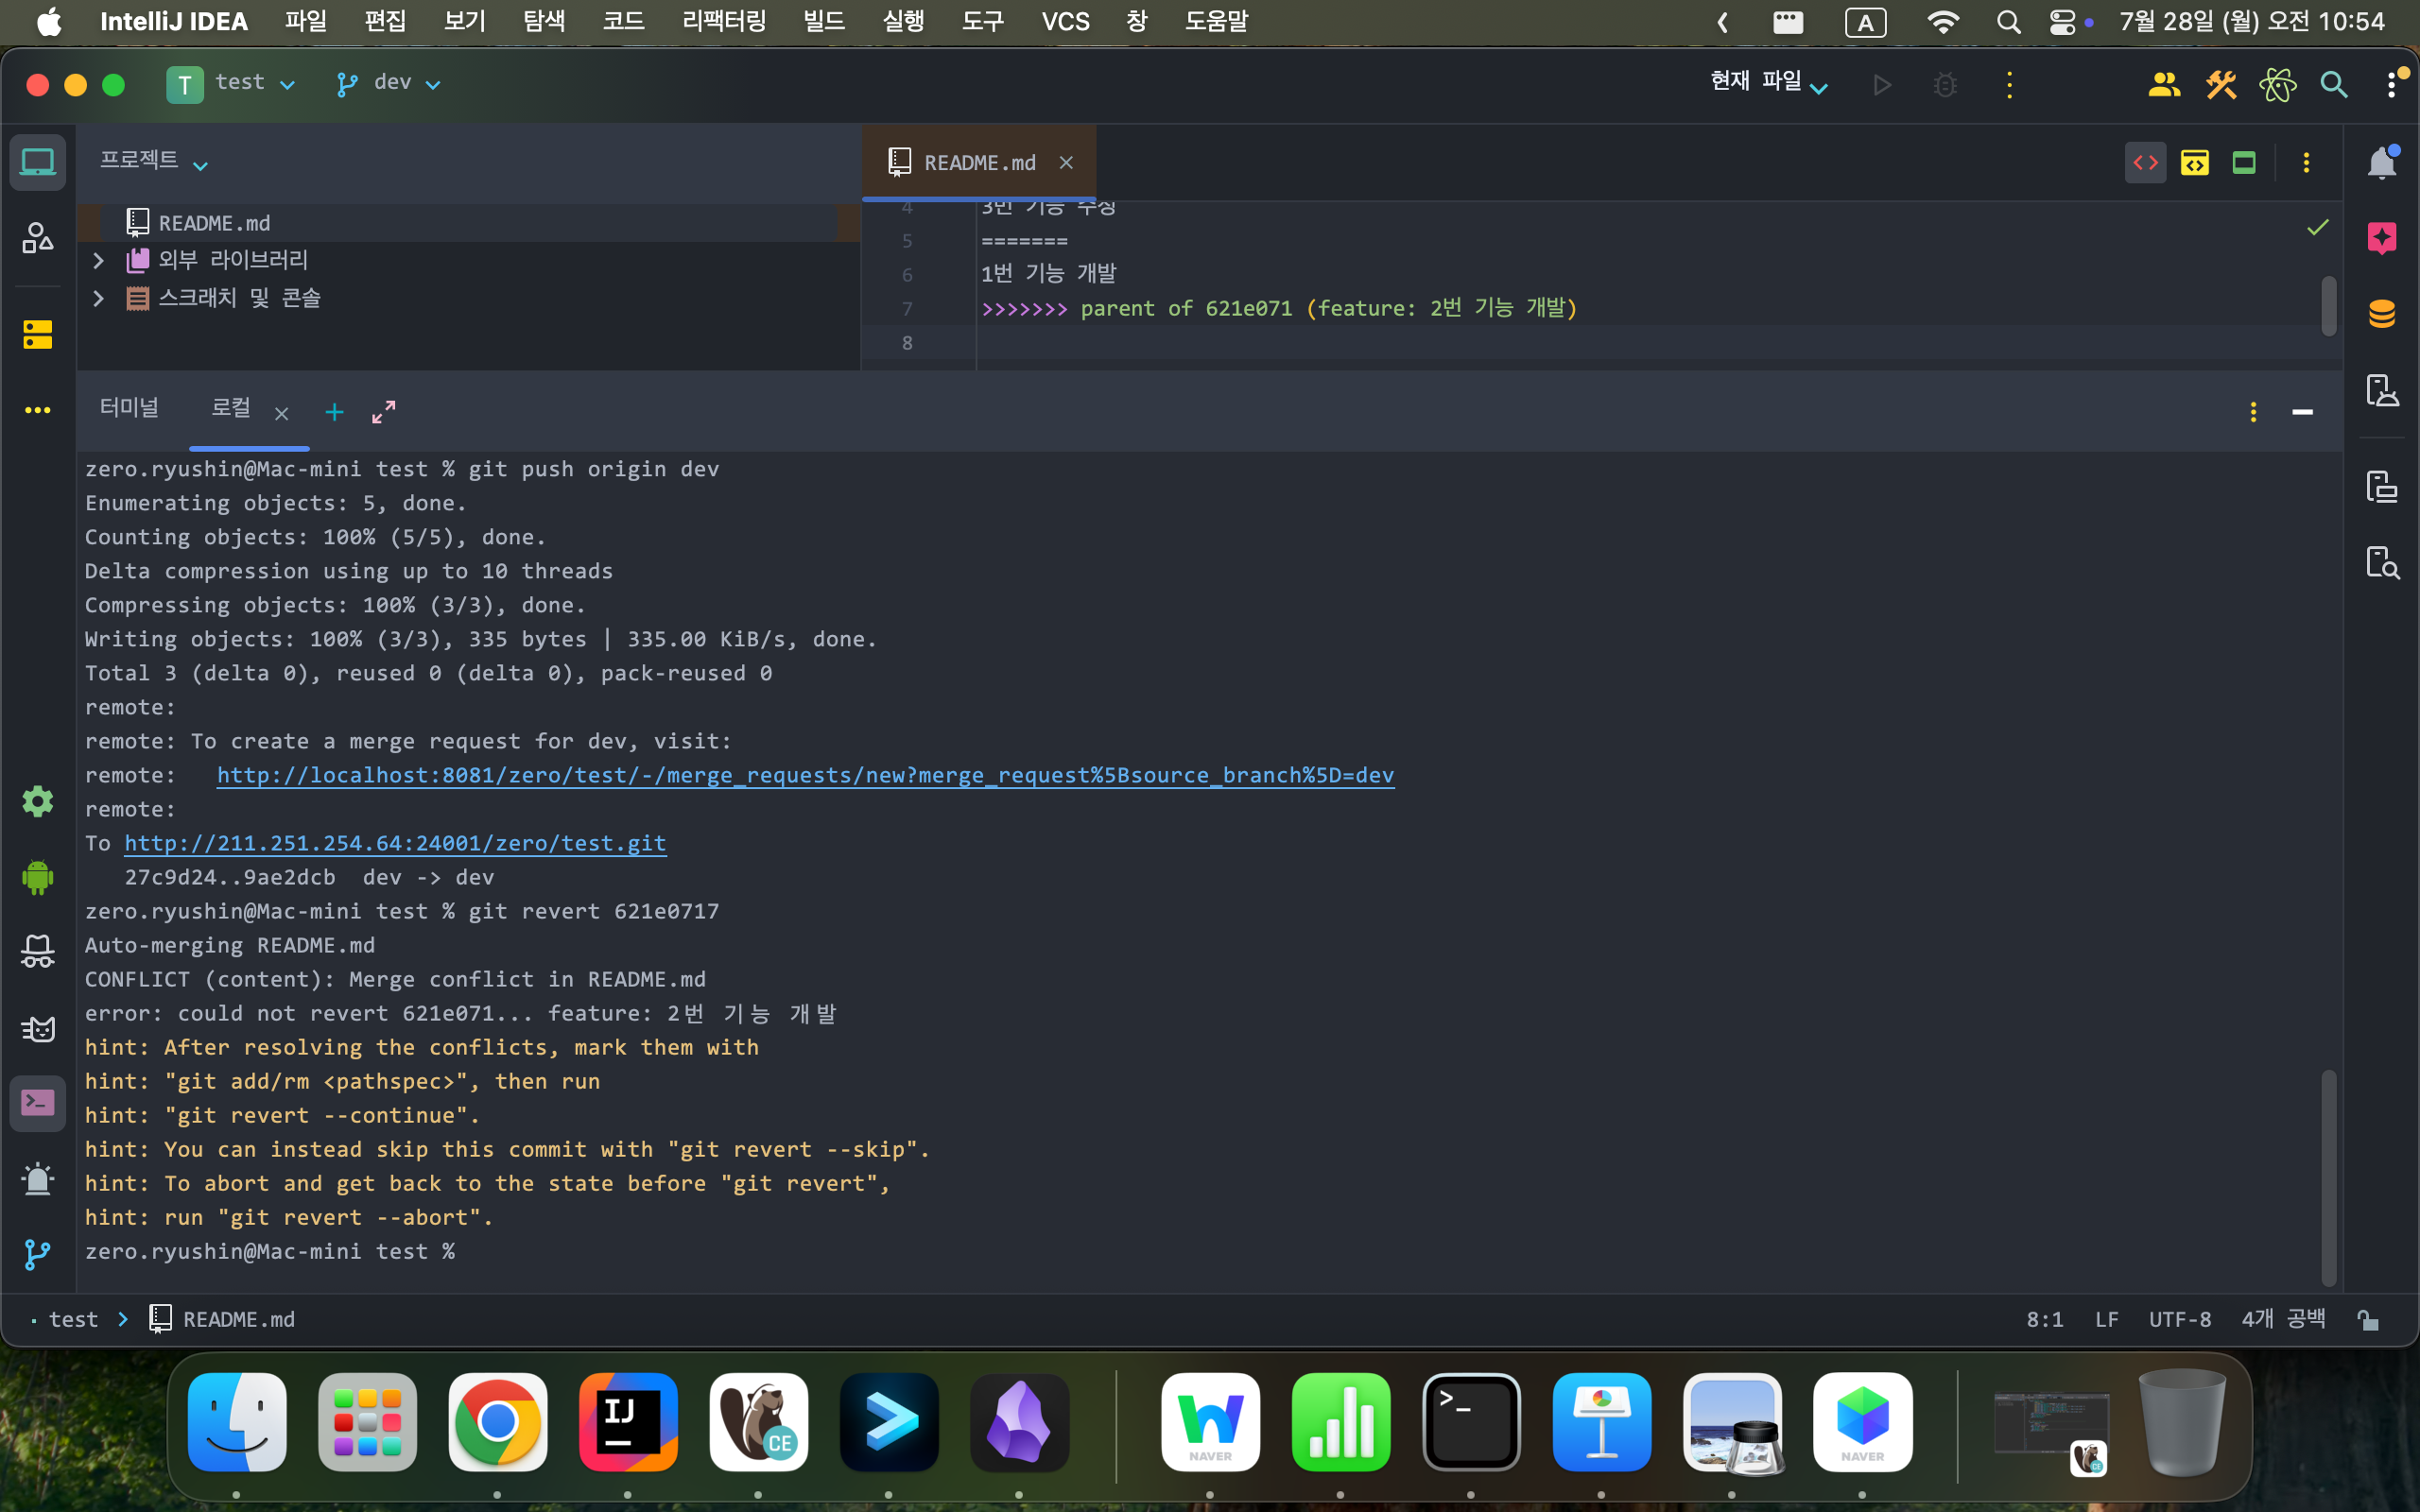 IntelliJ IDEA 파일 편집 보기 탐색 코드 리팩터링 빌드 실행 도구 VCS 창 도움말 A 7월 28일 (월) 오전 10:54
T test dev 현재 파일
프로젝트
README.md
README.md
외부 라이브러리
스크래치 및 콘솔
4 3번 기능 수정
5 =======
6 1번 기능 개발
7 >>>>>>> parent of 621e071 (feature: 2번 기능 개발)
8
터미널 로컬
zero.ryushin@Mac-mini test % git push origin dev
Enumerating objects: 5, done.
Counting objects: 100% (5/5), done.
Delta compression using up to 10 threads
Compressing objects: 100% (3/3), done.
Writing objects: 100% (3/3), 335 bytes | 335.00 KiB/s, done.
Total 3 (delta 0), reused 0 (delta 0), pack-reused 0
remote:
remote: To create a merge request for dev, visit:
remote:   http://localhost:8081/zero/test/-/merge_requests/new?merge_request%5Bsource_branch%5D=dev
remote:
To http://211.251.254.64:24001/zero/test.git
   27c9d24..9ae2dcb  dev -> dev
zero.ryushin@Mac-mini test % git revert 621e0717
Auto-merging README.md
CONFLICT (content): Merge conflict in README.md
error: could not revert 621e071... feature: 2번 기능 개발
hint: After resolving the conflicts, mark them with
hint: "git add/rm <pathspec>", then run
hint: "git revert --continue".
hint: You can instead skip this commit with "git revert --skip".
hint: To abort and get back to the state before "git revert",
hint: run "git revert --abort".
zero.ryushin@Mac-mini test %
test README.md 8:1 LF UTF-8 4개 공백
IJ CE NAVER >_ NAVER CE